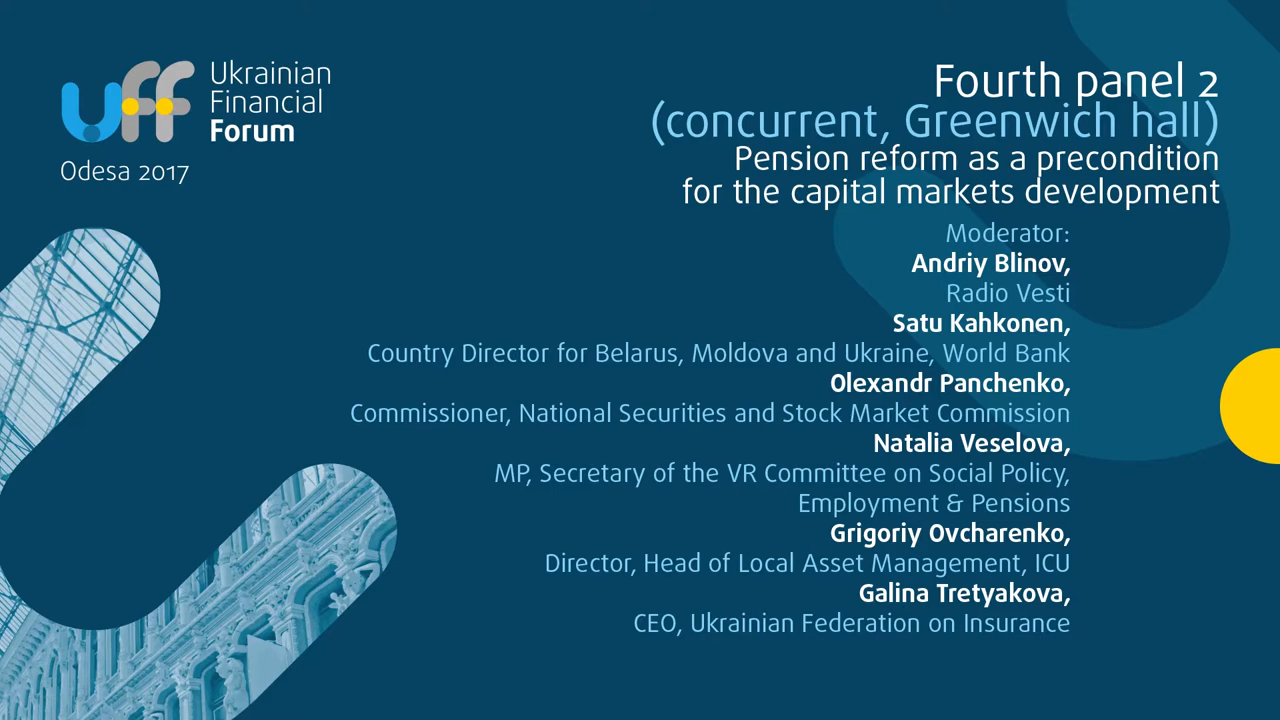 uff
Ukrainian
Financial
Forum
Odesa 2017
Fourth panel 2
(concurrent, Greenwich hall)
Pension reform as a precondition
for the capital markets development
Moderator:
Andriy Blinov,
Radio Vesti
Satu Kahkonen,
Country Director for Belarus, Moldova and Ukraine, World Bank
Olexandr Panchenko,
Commissioner, National Securities and Stock Market Commission
Natalia Veselova,
MP, Secretary of the VR Committee on Social Policy,
Employment & Pensions
Grigoriy Ovcharenko,
Director, Head of Local Asset Management, ICU
Galina Tretyakova,
CEO, Ukrainian Federation on Insurance